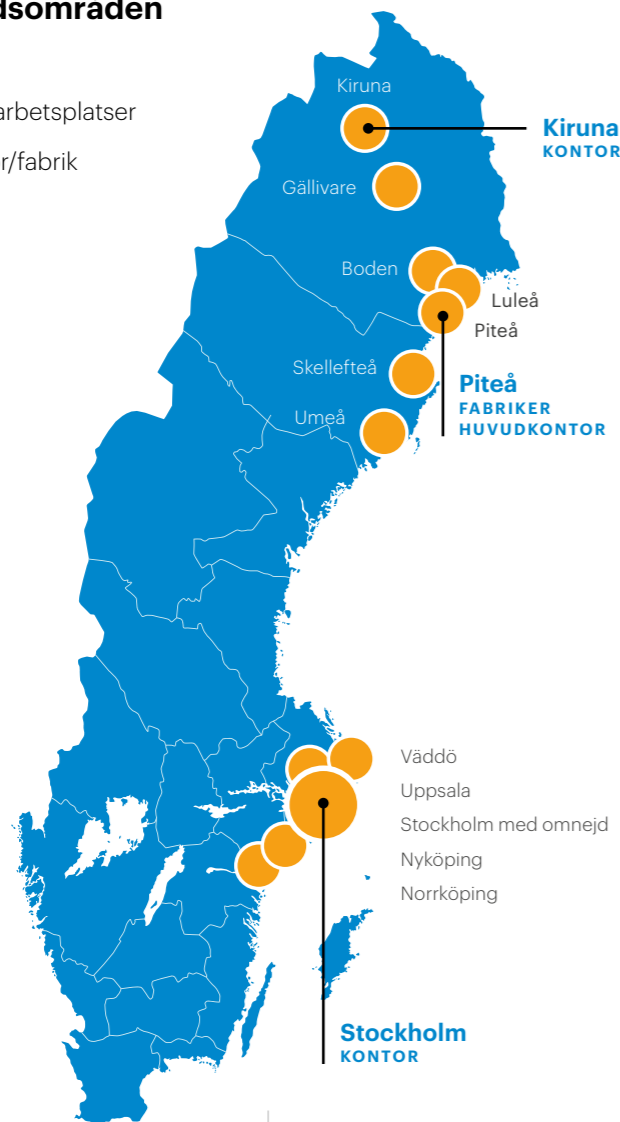 dsområden
arbetsplatser
r/fabrik
Kiruna
Kiruna
KONTOR
Gällivare
Boden
Luleå
Piteå
Skellefteå
Piteå
FABRIKER
HUVUDKONTOR
Umeå
Väddö
Uppsala
Stockholm med omnejd
Nyköping
Norrköping
Stockholm
KONTOR